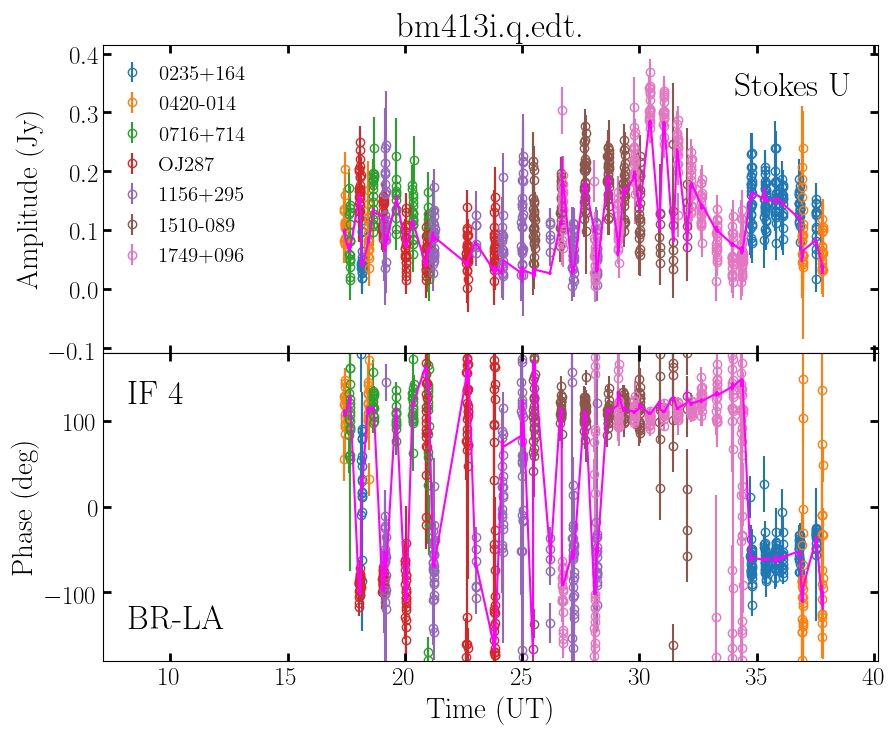 bm413i.q.edt.
0.4
0.3
0.2
0.1
0.0
−0.1
Amplitude (Jy)
0235+164
0420-014
0716+714
OJ287
1156+295
1510-089
1749+096
Stokes U
IF 4
BR-LA
100
0
−100
Phase (deg)
10 15 20 25 30 35 40
Time (UT)